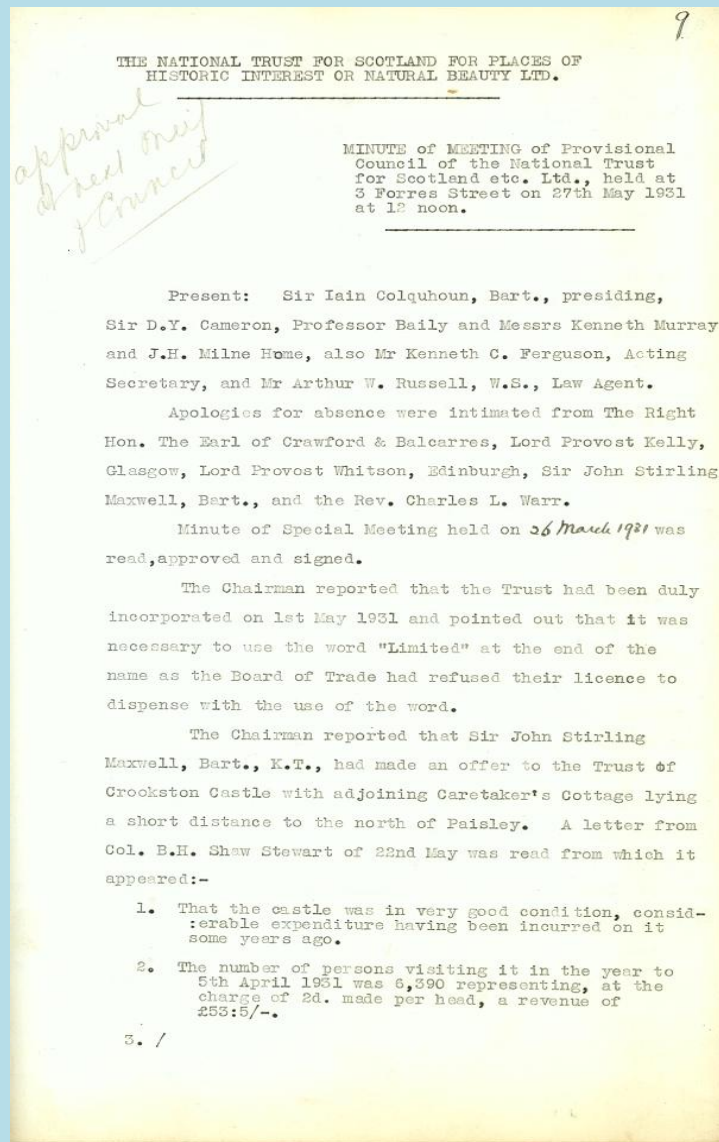 9
THE NATIONAL TRUST FOR SCOTLAND FOR PLACES OF
HISTORIC INTEREST OR NATURAL BEAUTY LTD.
approval
at next meeg
of Council
MINUTE of MEETING of Provisional
Council of the National Trust
for Scotland etc. Ltd., held at
3 Forres Street on 27th May 1931
at 12 noon.
Present: Sir Iain Colquhoun, Bart., presiding,
Sir D.Y. Cameron, Professor Baily and Messrs Kenneth Murray
and J.H. Milne Home, also Mr Kenneth C. Ferguson, Acting
Secretary, and Mr Arthur W. Russell, W.S., Law Agent.
Apologies for absence were intimated from The Right
Hon. The Earl of Crawford & Balcarres, Lord Provost Kelly,
Glasgow, Lord Provost Whitson, Edinburgh, Sir John Stirling
Maxwell, Bart., and the Rev. Charles L. Warr.
Minute of Special Meeting held on 26 March 1931 was
read,approved and signed.
The Chairman reported that the Trust had been duly
incorporated on 1st May 1931 and pointed out that it was
necessary to use the word "Limited" at the end of the
name as the Board of Trade had refused their licence to
dispense with the use of the word.
The Chairman reported that Sir John Stirling
Maxwell, Bart., K.T., had made an offer to the Trust of
Crookston Castle with adjoining Caretaker's Cottage lying
a short distance to the north of Paisley. A letter from
Col. B.H. Shaw Stewart of 22nd May was read from which it
appeared:-
1. That the castle was in very good condition, consid-
:erable expenditure having been incurred on it
some years ago.
2. The number of persons visiting it in the year to
5th April 1931 was 6,390 representing, at the
charge of 2d. made per head, a revenue of
£53:5/-.
3. /